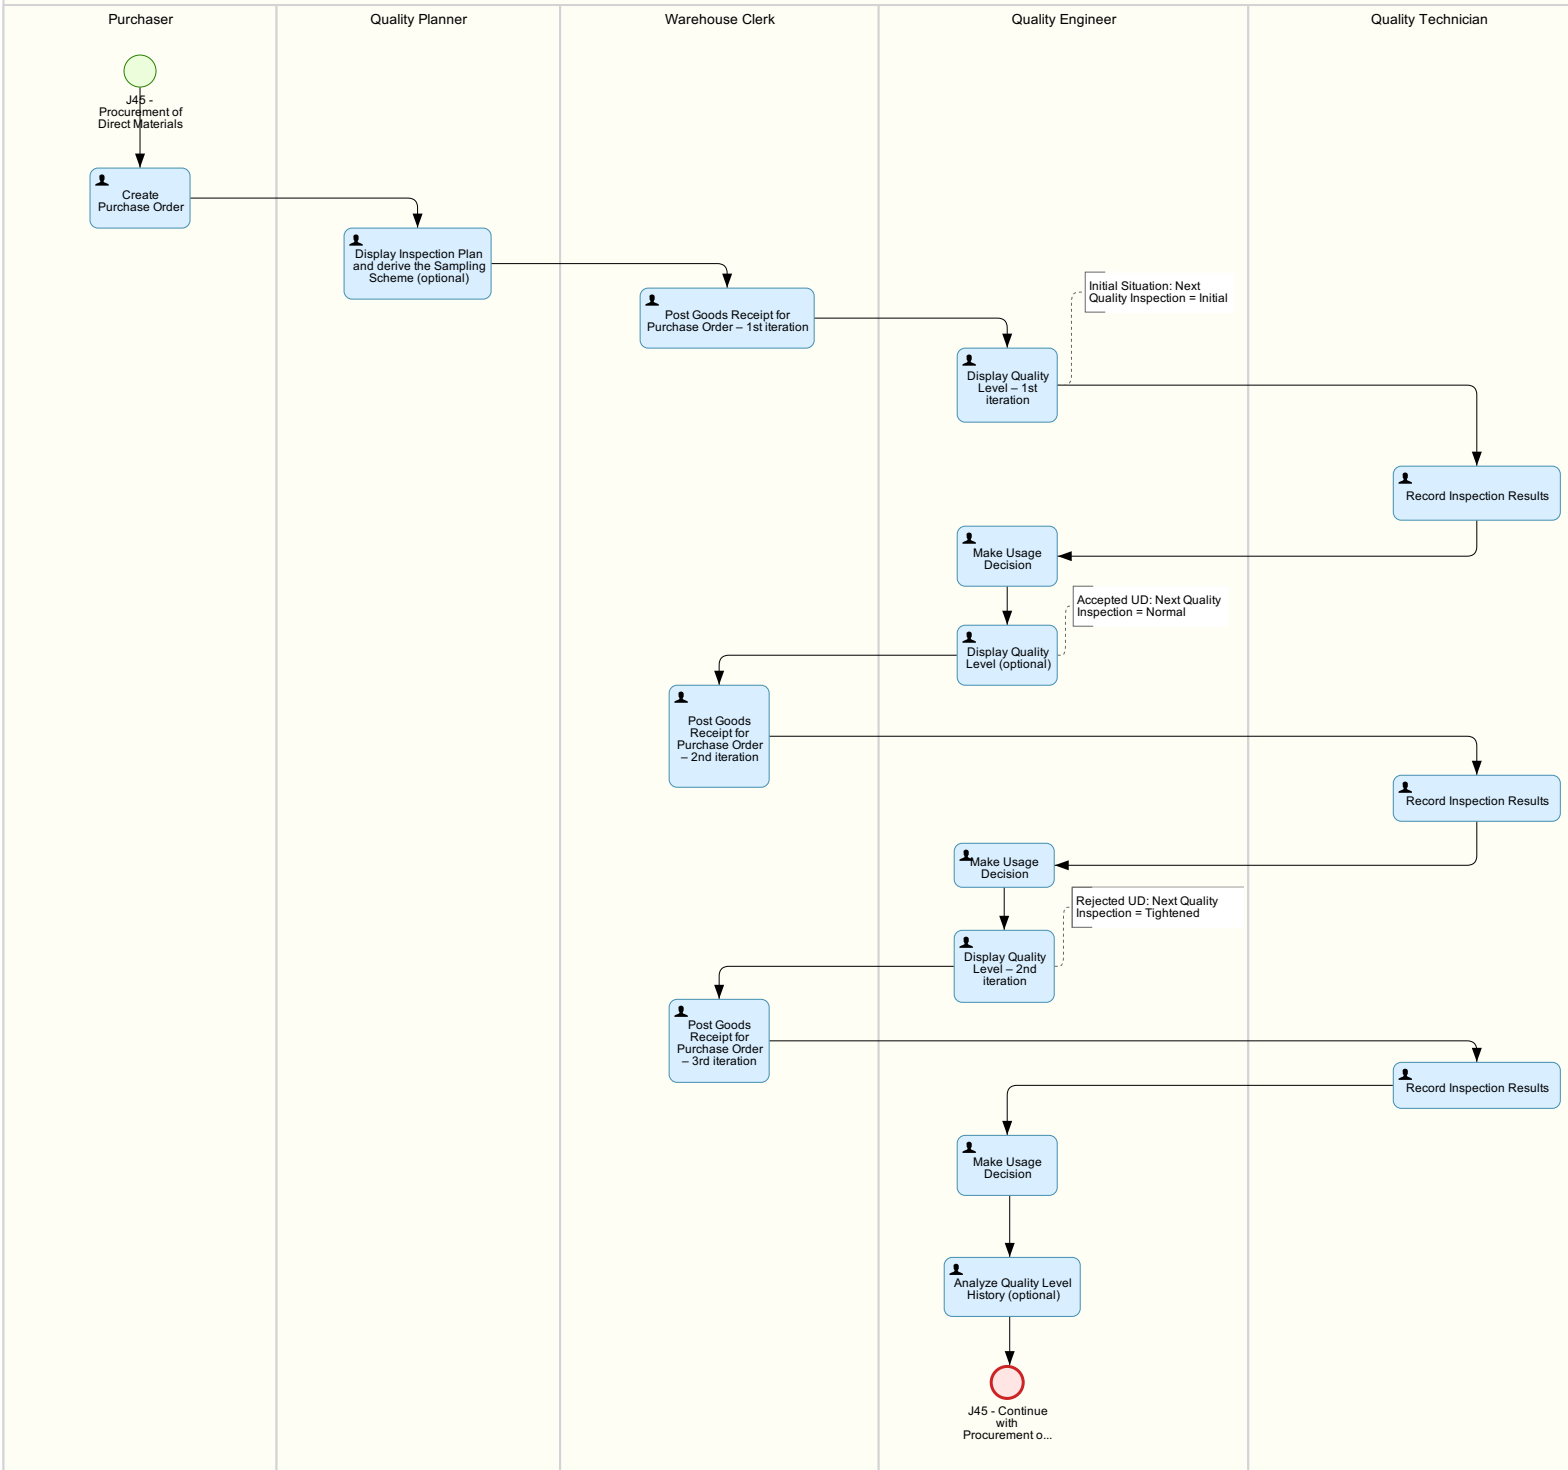 Purchaser
Quality Planner
Warehouse Clerk
Quality Engineer
Quality Technician
J45 -
Procurement of
Direct Materials
Create
Purchase Order
Display Inspection Plan
and derive the Sampling
Scheme (optional)
Initial Situation: Next
Quality Inspection = Initial
Post Goods Receipt for
Purchase Order – 1st iteration
Display Quality
Level – 1st
iteration
Record Inspection Results
Make Usage
Decision
Accepted UD: Next Quality
Inspection = Normal
Display Quality
Level (optional)
Post Goods
Receipt for
Purchase Order
– 2nd iteration
Record Inspection Results
Make Usage
Decision
Rejected UD: Next Quality
Inspection = Tightened
Display Quality
Level – 2nd
iteration
Post Goods
Receipt for
Purchase Order
– 3rd iteration
Record Inspection Results
Make Usage
Decision
Analyze Quality Level
History (optional)
J45 - Continue
with
Procurement o...